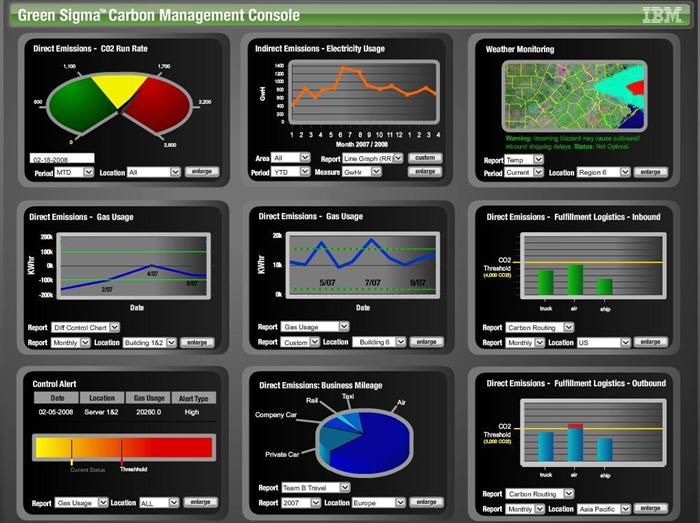 Green Sigma™ Carbon Management Console
IBM
Direct Emissions - CO2 Run Rate
1,100
1,700
600
2,200
0
2,800
02-18-2008
Period MTD Location All enlarge
Indirect Emissions - Electricity Usage
GwH
1400
1200
1000
800
600
400
200
0
1 2 3 4 5 6 7 8 9 10 11 12 1 2 3 4
Month 2007 / 2008
Area All Report Line Graph (RR) custom
Period YTD Measure GwHr enlarge
Weather Monitoring
Warning: Incoming blizzard may cause outbound/
inbound shipping delays. Status: Not Optimal.
Report Temp
Period Current Location Region 6 enlarge
Direct Emissions - Gas Usage
KWhr
200k
100k
0k
-100k
-200k
2/07
4/07
6/07
Date
Report Diff Control Chart
Report Monthly Location Building 1&2 enlarge
Direct Emissions - Gas Usage
KWhr
20k
10k
0k
5/07
7/07
9/07
Date
Report Gas Usage
Report Custom Location Building 6 enlarge
Direct Emissions - Fulfillment Logistics - Inbound
CO2
Threshold
(4,000 CO2t)
truck
air
ship
Report Carbon Routing
Report Monthly Location US enlarge
Control Alert
Date Location Gas Usage Alert Type
02-05-2008 Server 1&2 20260.0 High
Current Status
Threshhold
Report Gas Usage Location ALL enlarge
Direct Emissions: Business Mileage
Taxi
Rail
Air
Company Car
Private Car
Report Team B Travel
Report 2007 Location Europe enlarge
Direct Emissions - Fulfillment Logistics - Outbound
CO2
Threshold
(3,000 CO2t)
truck
air
ship
Report Carbon Routing
Report Monthly Location Asia Pacific enlarge